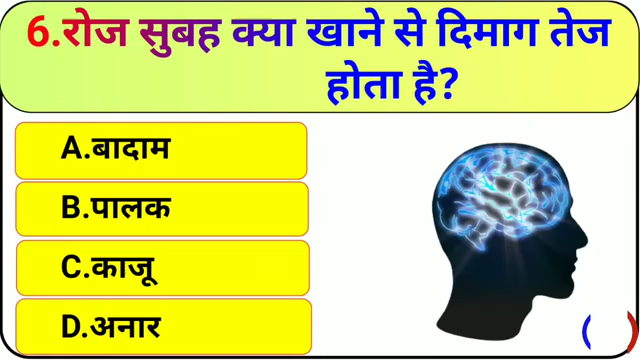 6.रोज सुबह क्या खाने से दिमाग तेज
होता है?
A.बादाम
B.पालक
C.काजू
D.अनार